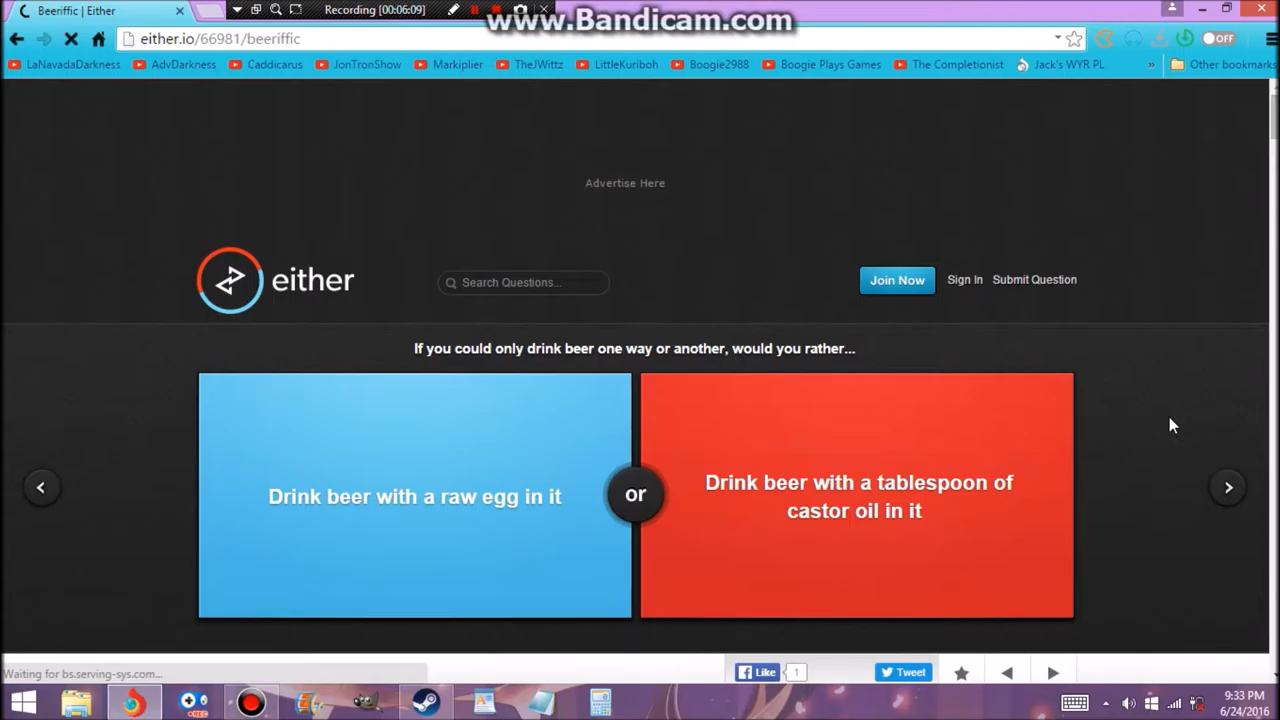 Beeriffic | Either
Recording [00:06:09]
www.Bandicam.com
either.io/66981/beeriffic
OFF
LaNavadaDarkness
AdvDarkness
Caddicarus
JonTronShow
Markiplier
TheJWittz
LittleKuriboh
Boogie2988
Boogie Plays Games
The Completionist
Jack's WYR PL
»
Other bookmarks
Advertise Here
either
Search Questions...
Join Now
Sign In
Submit Question
If you could only drink beer one way or another, would you rather...
Drink beer with a raw egg in it
or
Drink beer with a tablespoon of
castor oil in it
Waiting for bs.serving-sys.com...
Like
1
Tweet
OREC
9:33 PM
6/24/2016